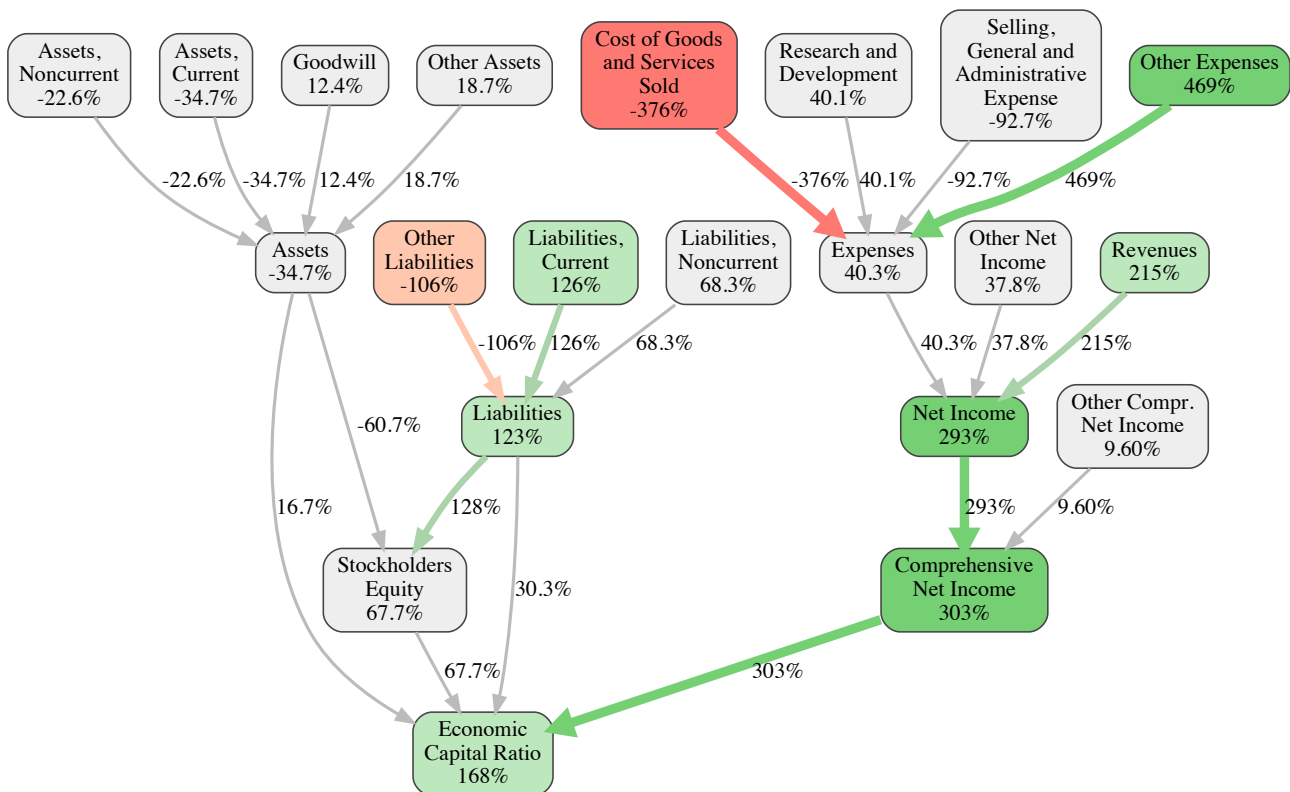 Assets,
Noncurrent
-22.6%
Assets,
Current
-34.7%
Goodwill
12.4%
Other Assets
18.7%
Cost of Goods
and Services
Sold
-376%
Research and
Development
40.1%
Selling,
General and
Administrative
Expense
-92.7%
Other Expenses
469%
-22.6%
-34.7%
12.4%
18.7%
-376%
40.1%
-92.7%
469%
Assets
-34.7%
Other
Liabilities
-106%
Liabilities,
Current
126%
Liabilities,
Noncurrent
68.3%
Expenses
40.3%
Other Net
Income
37.8%
Revenues
215%
-106%
126%
68.3%
40.3%
37.8%
215%
-60.7%
Liabilities
123%
Net Income
293%
Other Compr.
Net Income
9.60%
16.7%
128%
30.3%
293%
9.60%
Stockholders
Equity
67.7%
Comprehensive
Net Income
303%
67.7%
303%
Economic
Capital Ratio
168%